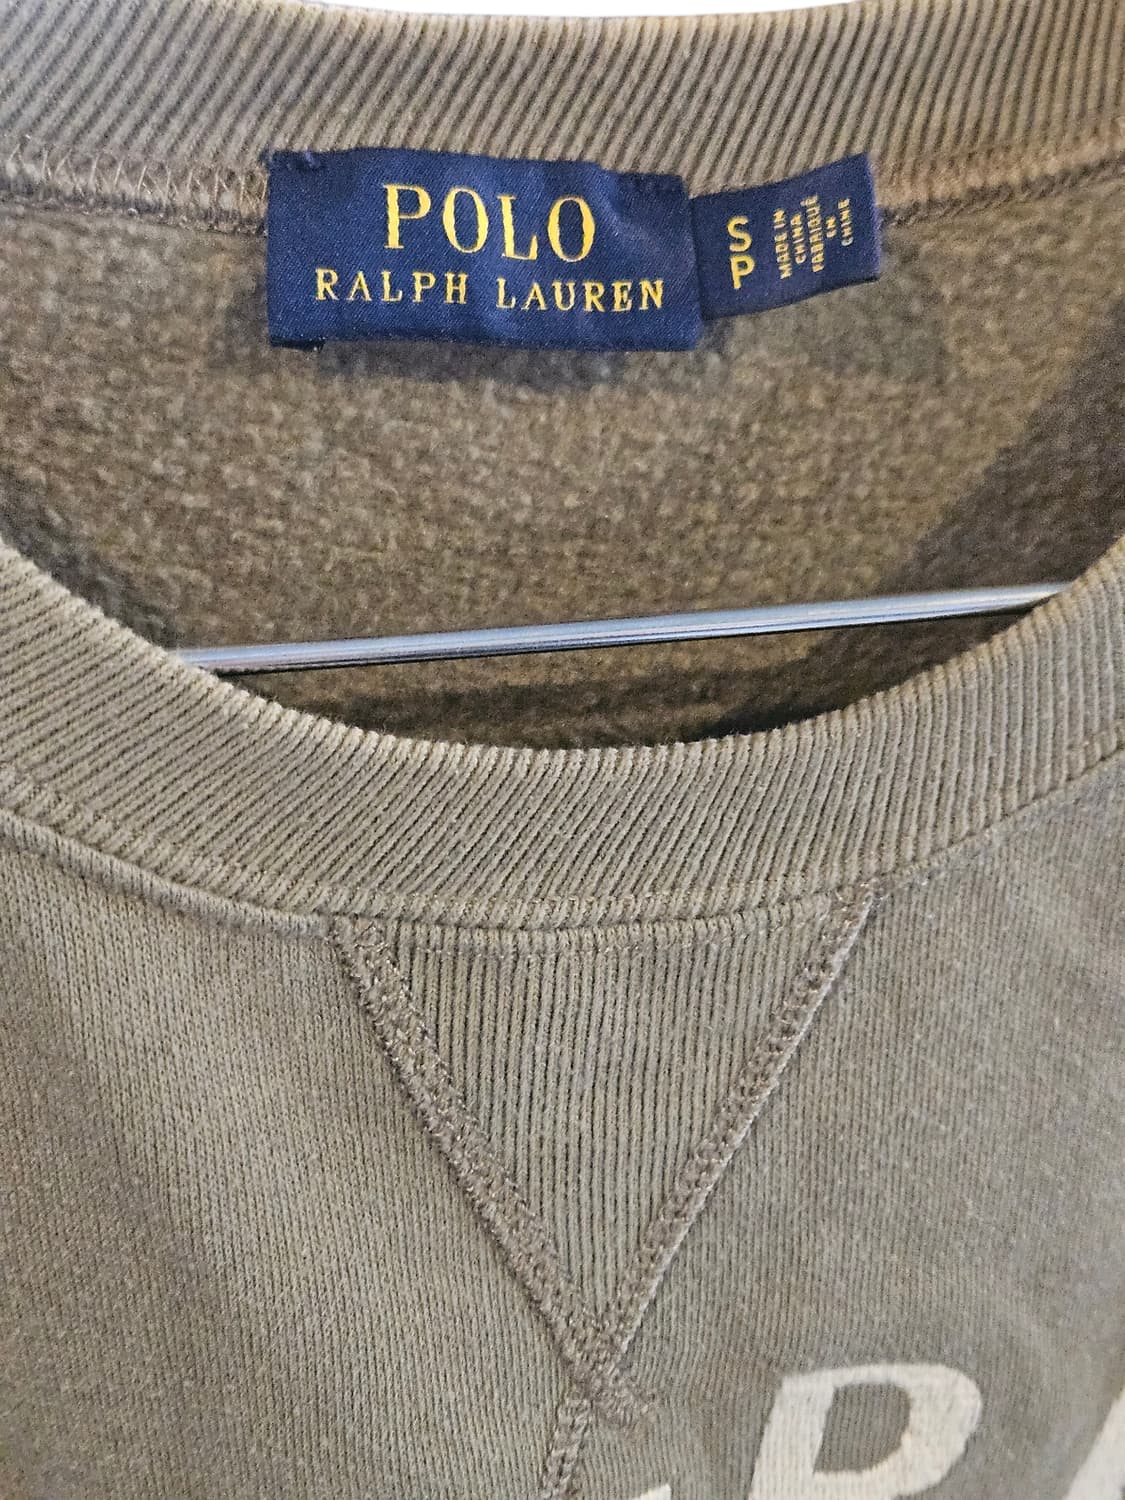 POLO
RALPH LAUREN
S
P
MADE IN
CHINA
FABRIQUÉ
EN
CHINE
P